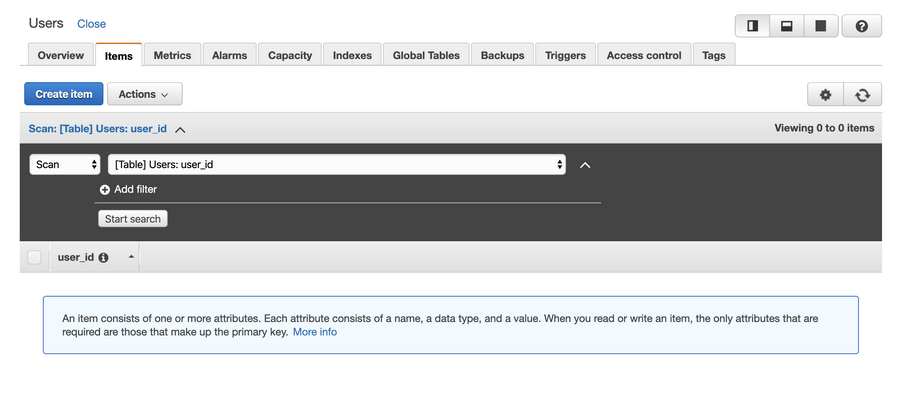 Users Close
Overview Items Metrics Alarms Capacity Indexes Global Tables Backups Triggers Access control Tags
Create item Actions
Scan: [Table] Users: user_id Viewing 0 to 0 items
Scan [Table] Users: user_id
Add filter
Start search
user_id
An item consists of one or more attributes. Each attribute consists of a name, a data type, and a value. When you read or write an item, the only attributes that are
required are those that make up the primary key. More info